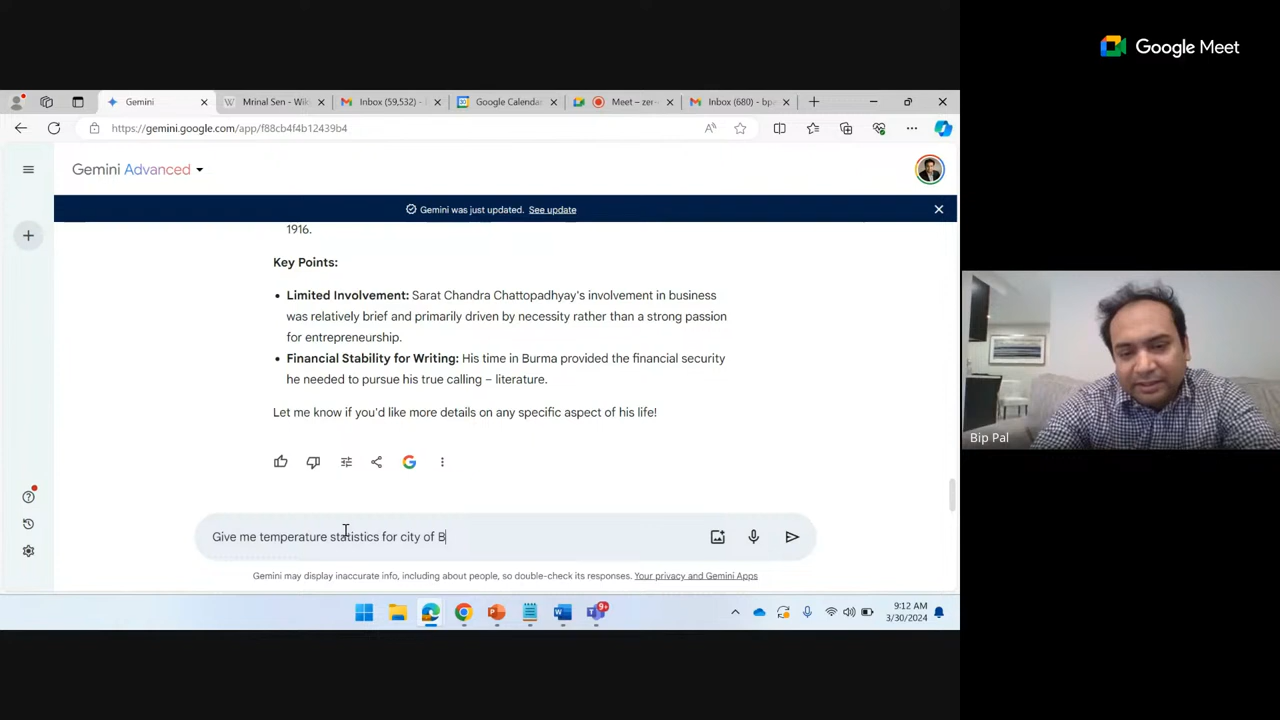 Google Meet
Gemini
Mrinal Sen - Wik
Inbox (59,532) -
Google Calenda
Meet – zer
Inbox (680) - bpa
https://gemini.google.com/app/f88cb4f4b12439b4
Gemini Advanced
Gemini was just updated. See update
1916.
Key Points:
• Limited Involvement: Sarat Chandra Chattopadhyay's involvement in business
was relatively brief and primarily driven by necessity rather than a strong passion
for entrepreneurship.
• Financial Stability for Writing: His time in Burma provided the financial security
he needed to pursue his true calling – literature.
Let me know if you'd like more details on any specific aspect of his life!
Bip Pal
Give me temperature statistics for city of B
Gemini may display inaccurate info, including about people, so double-check its responses. Your privacy and Gemini Apps
9+
9:12 AM
3/30/2024